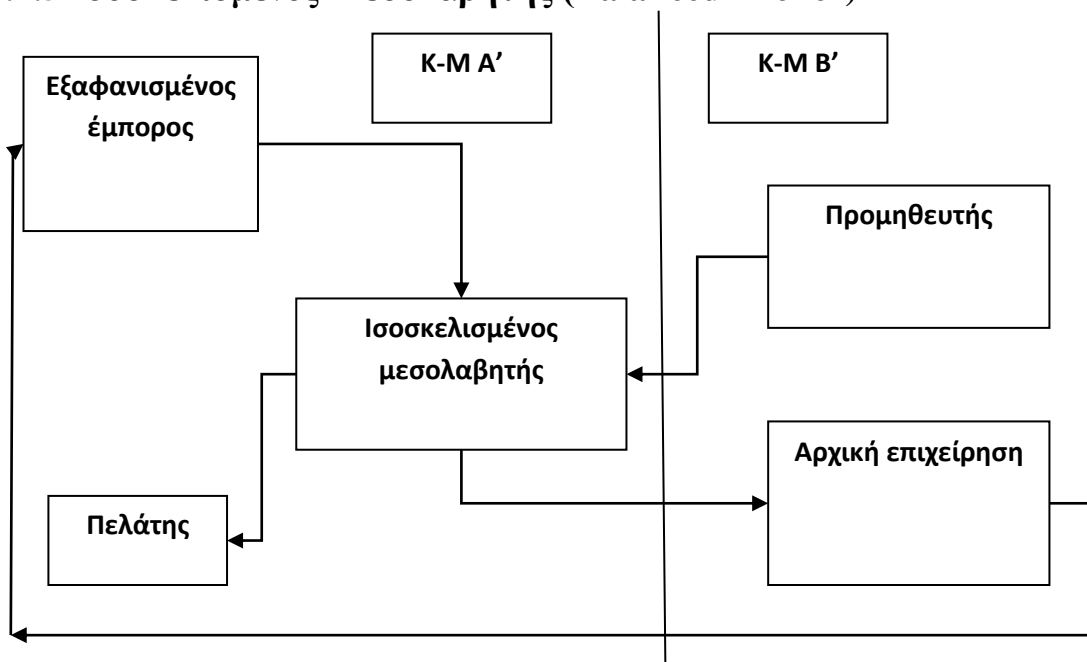 Κ-Μ Α’
Κ-Μ Β’
Εξαφανισμένος
έμπορος
Προμηθευτής
Ισοσκελισμένος
μεσολαβητής
Αρχική επιχείρηση
Πελάτης